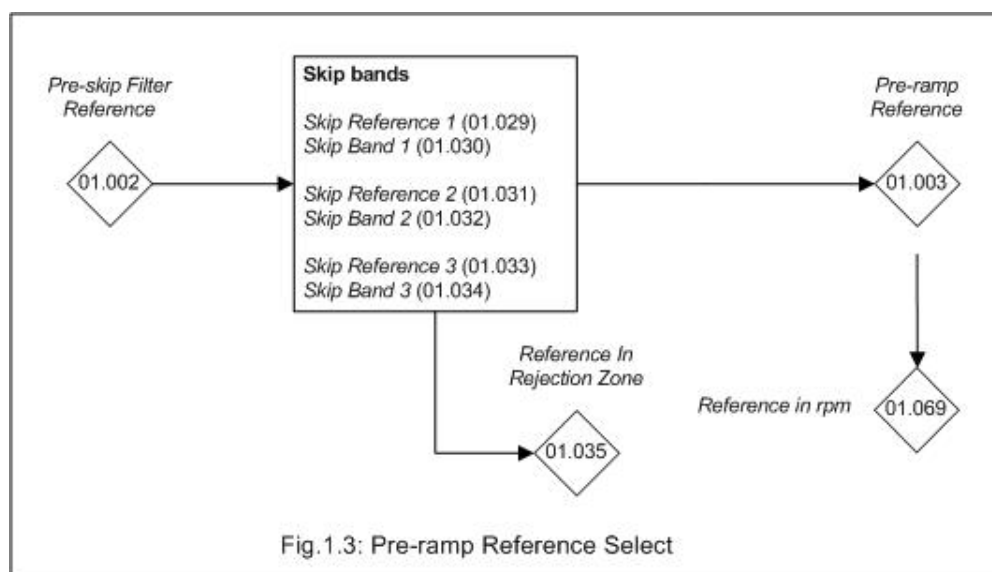 Pre-skip Filter
Reference
01.002
Skip bands
Skip Reference 1 (01.029)
Skip Band 1 (01.030)
Skip Reference 2 (01.031)
Skip Band 2 (01.032)
Skip Reference 3 (01.033)
Skip Band 3 (01.034)
Pre-ramp
Reference
01.003
Reference In
Rejection Zone
01.035
Reference in rpm
01.069
Fig.1.3: Pre-ramp Reference Select